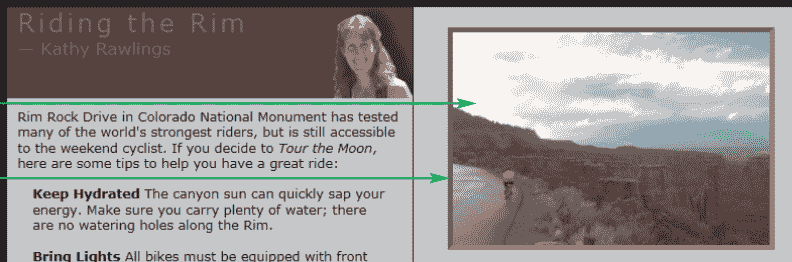 Riding the Rim
— Kathy Rawlings
Rim Rock Drive in Colorado National Monument has tested
many of the world's strongest riders, but is still accessible
to the weekend cyclist. If you decide to Tour the Moon,
here are some tips to help you have a great ride:
Keep Hydrated The canyon sun can quickly sap your
energy. Make sure you carry plenty of water; there
are no watering holes along the Rim.
Bring Lights All bikes must be equipped with front